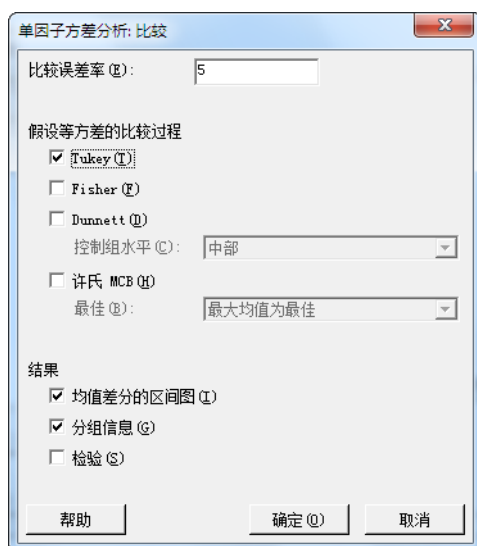 单因子方差分析: 比较
比较误差率(E): 5
假设等方差的比较过程
Tukey(T)
Fisher(F)
Dunnett(D)
控制组水平(C): 中部
许氏 MCB(H)
最佳(B): 最大均值为最佳
结果
均值差分的区间图(I)
分组信息(G)
检验(S)
帮助 确定(O) 取消